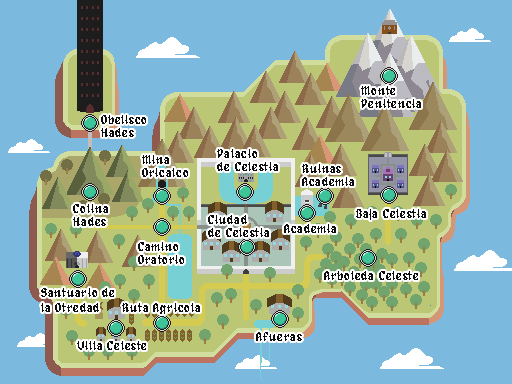 Monte
Penitencia
Obelisco
Hades
Mina
Oricalco
Palacio
de Celestia
Ruinas
Academia
Colina
Hades
Ciudad
de Celestia
Academia
Baja Celestia
Camino
Oratorio
Arboleda Celeste
Santuario de
la Otredad
Ruta Agricola
Villa Celeste
Afueras